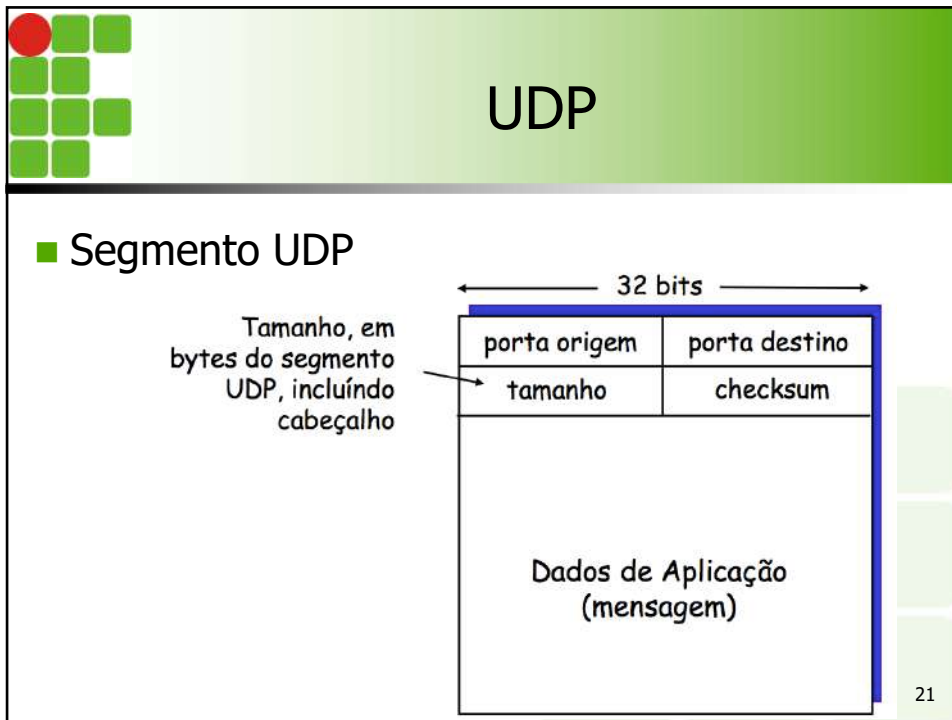 UDP
Segmento UDP
32 bits
Tamanho, em
bytes do segmento
UDP, incluíndo
cabeçalho
porta origem
porta destino
tamanho
checksum
Dados de Aplicação
(mensagem)
21